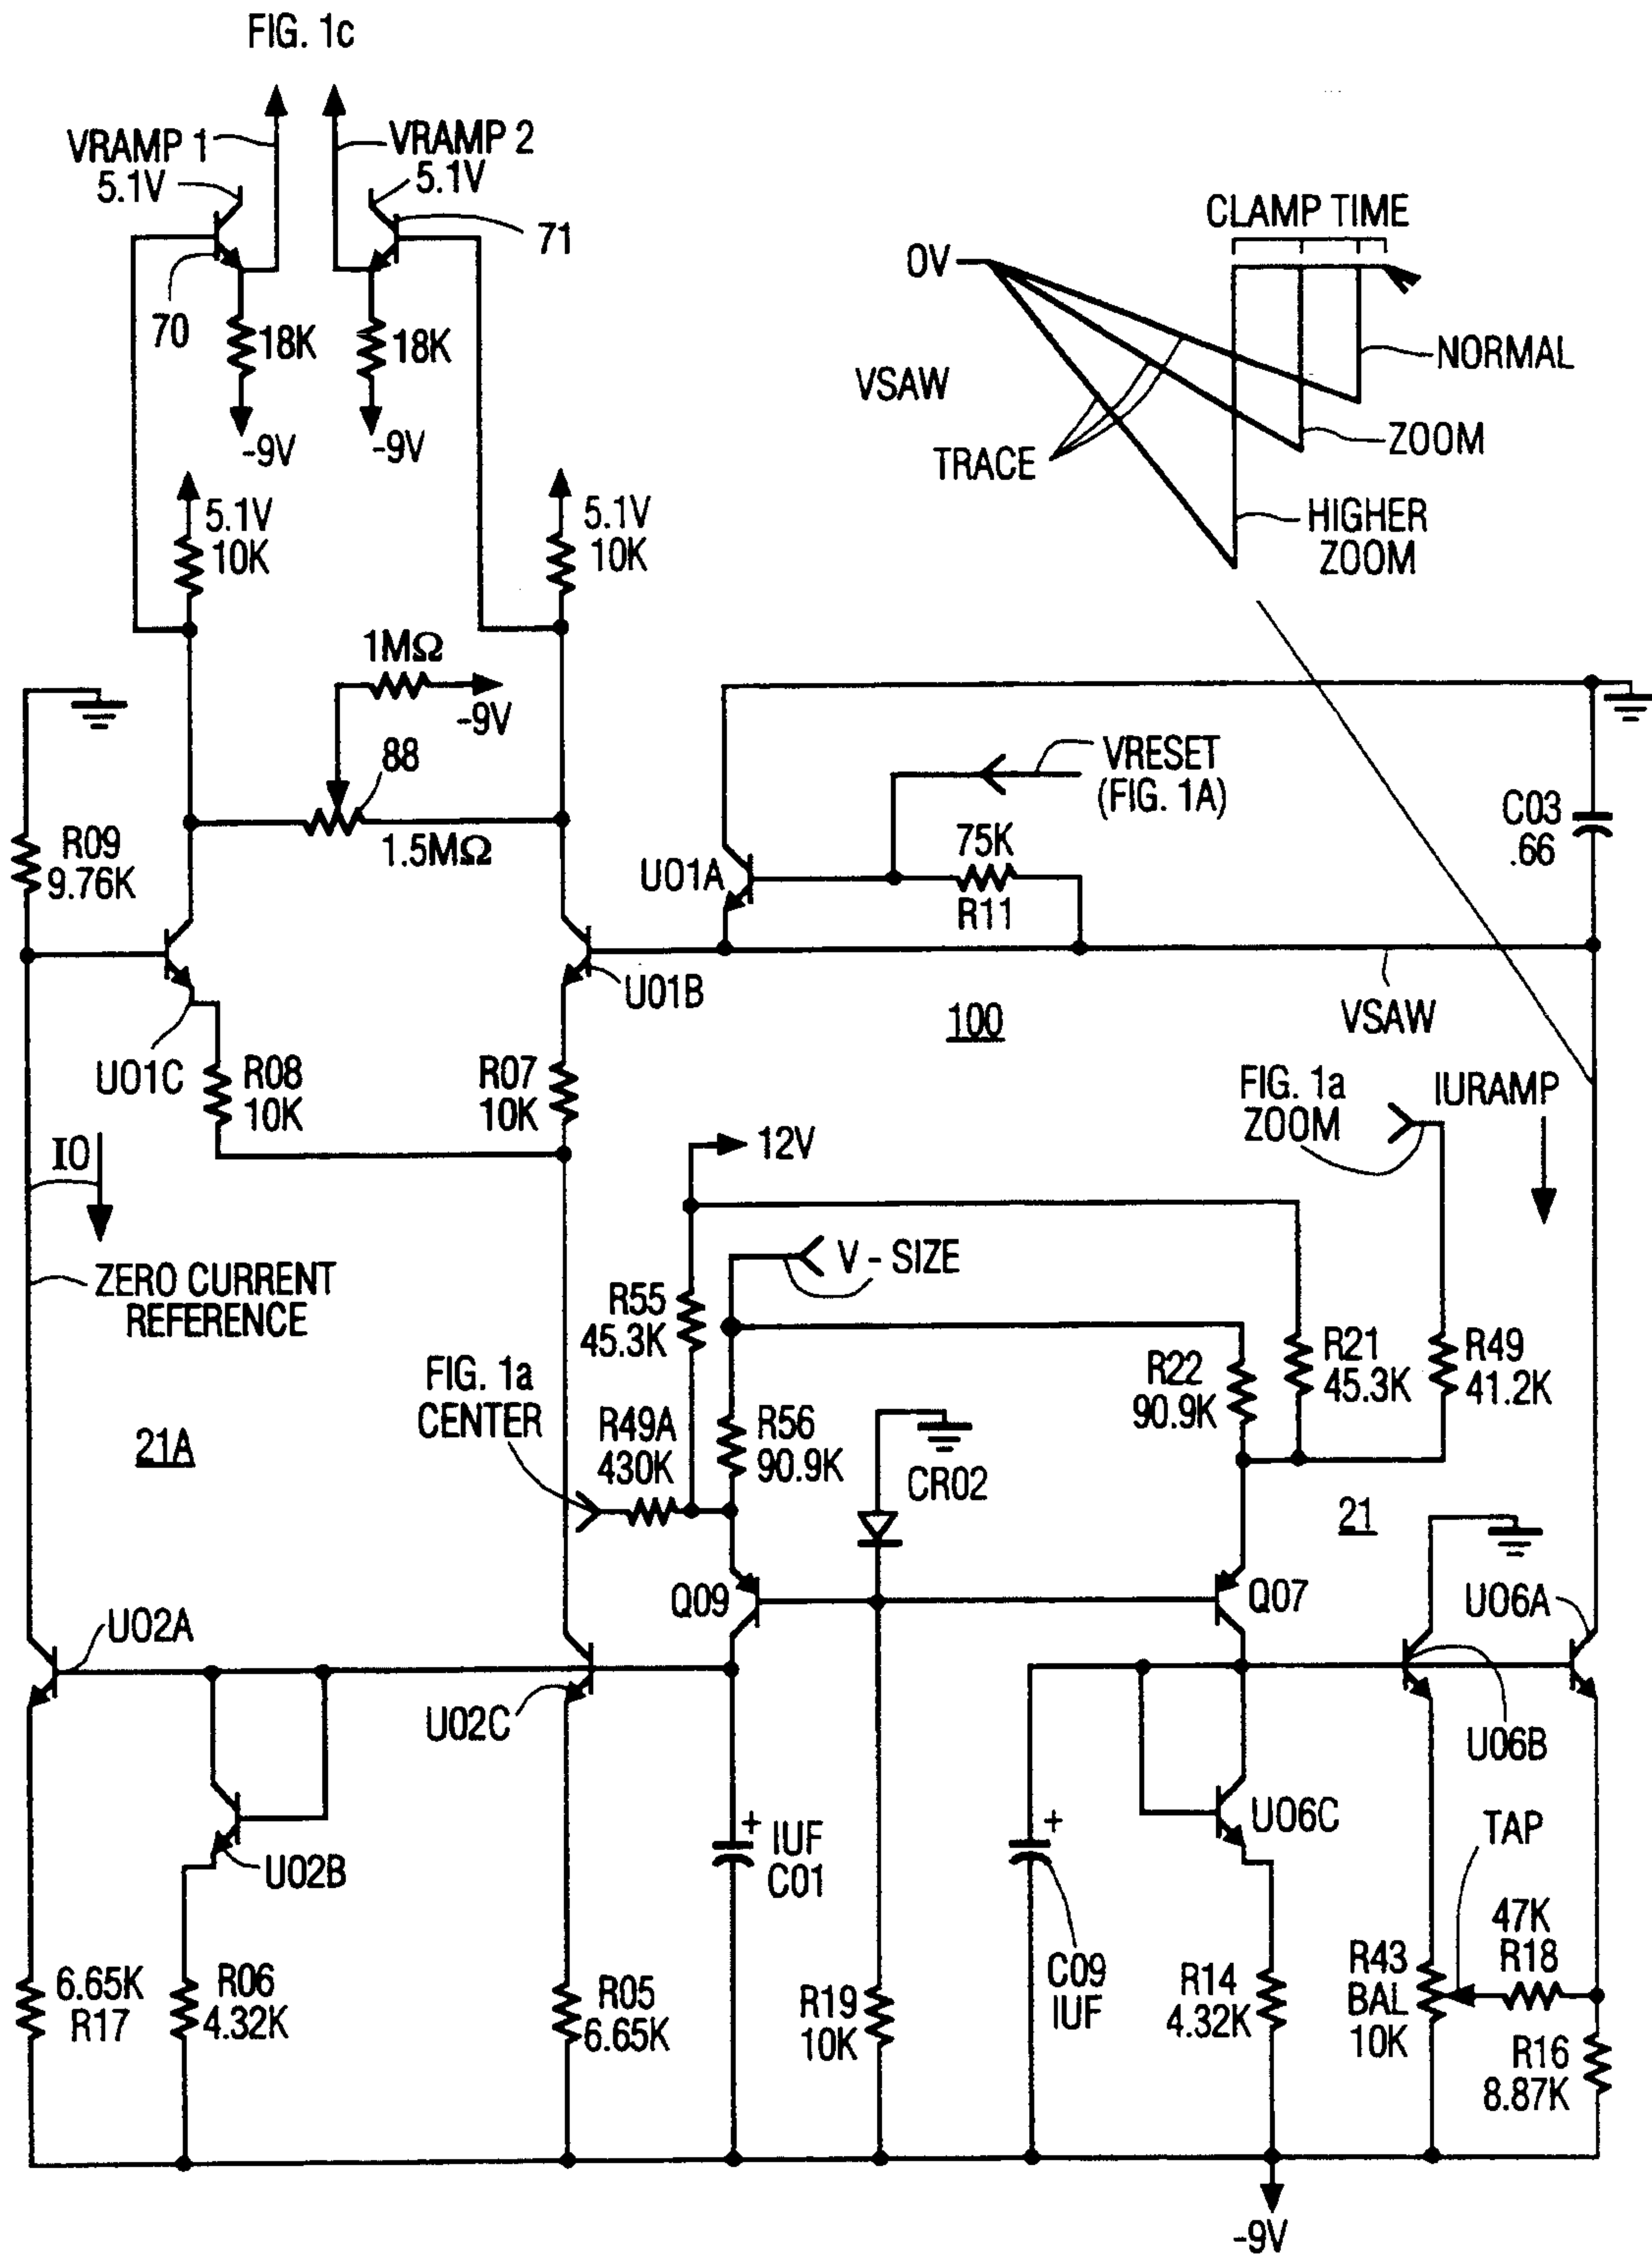 FIG. 1c
VRAMP 1
5.1V
VRAMP 2
5.1V
70
71
18K
18K
-9V
-9V
CLAMP TIME
0V
VSAW
TRACE
NORMAL
ZOOM
HIGHER
ZOOM
5.1V
10K
5.1V
10K
1MΩ
-9V
88
1.5MΩ
R09
9.76K
VRESET
(FIG. 1A)
75K
R11
U01A
C03
.66
U01B
U01C
100
VSAW
R08
10K
R07
10K
FIG. 1a
ZOOM
IURAMP
IO
12V
ZERO CURRENT
REFERENCE
V - SIZE
R55
45.3K
R22
90.9K
R21
45.3K
R49
41.2K
FIG. 1a
CENTER
R49A
430K
R56
90.9K
CR02
21A
21
U02A
Q09
Q07
U06A
U02C
U06B
U02B
IUF
C01
U06C
TAP
6.65K
R17
R06
4.32K
R05
6.65K
R19
10K
C09
IUF
R14
4.32K
R43
BAL
10K
47K
R18
R16
8.87K
-9V